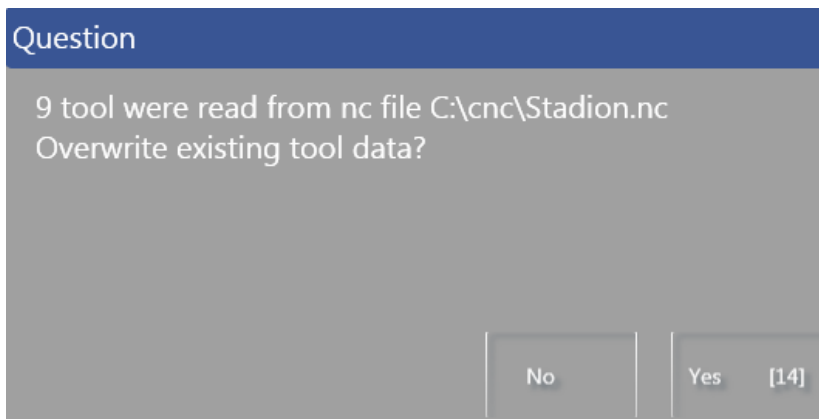 Question
9 tool were read from nc file C:\cnc\Stadion.nc
Overwrite existing tool data?
No
Yes [14]